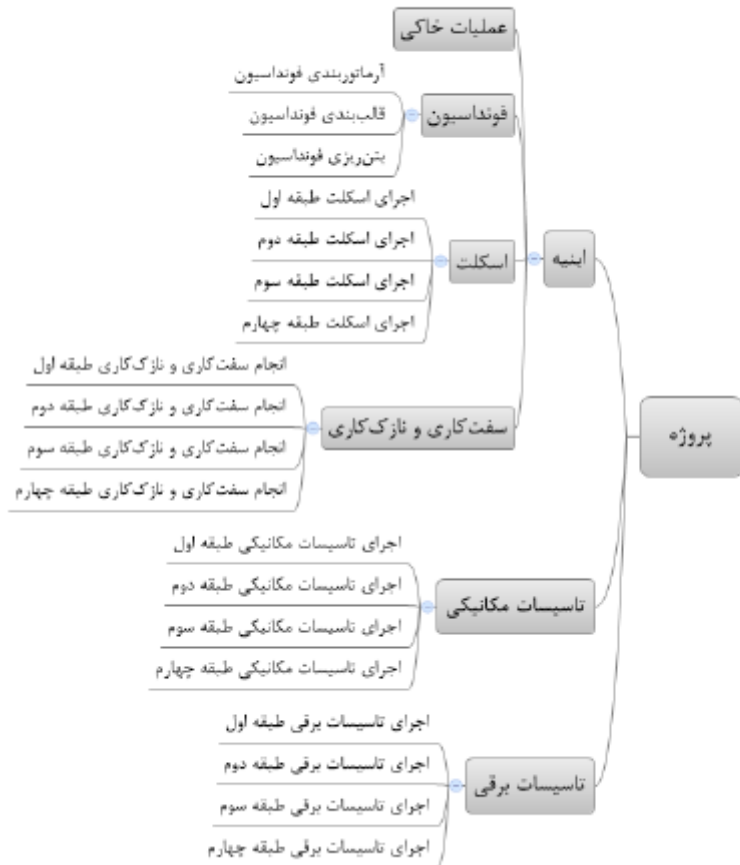 پروژه
ابنیه
عملیات خاکی
فونداسیون
آرماتوربندی فونداسیون
قالب‌بندی فونداسیون
بتن‌ریزی فونداسیون
اسکلت
اجرای اسکلت طبقه اول
اجرای اسکلت طبقه دوم
اجرای اسکلت طبقه سوم
اجرای اسکلت طبقه چهارم
سفت‌کاری و نازک‌کاری
انجام سفت‌کاری و نازک‌کاری طبقه اول
انجام سفت‌کاری و نازک‌کاری طبقه دوم
انجام سفت‌کاری و نازک‌کاری طبقه سوم
انجام سفت‌کاری و نازک‌کاری طبقه چهارم
تاسیسات مکانیکی
اجرای تاسیسات مکانیکی طبقه اول
اجرای تاسیسات مکانیکی طبقه دوم
اجرای تاسیسات مکانیکی طبقه سوم
اجرای تاسیسات مکانیکی طبقه چهارم
تاسیسات برقی
اجرای تاسیسات برقی طبقه اول
اجرای تاسیسات برقی طبقه دوم
اجرای تاسیسات برقی طبقه سوم
اجرای تاسیسات برقی طبقه چهارم